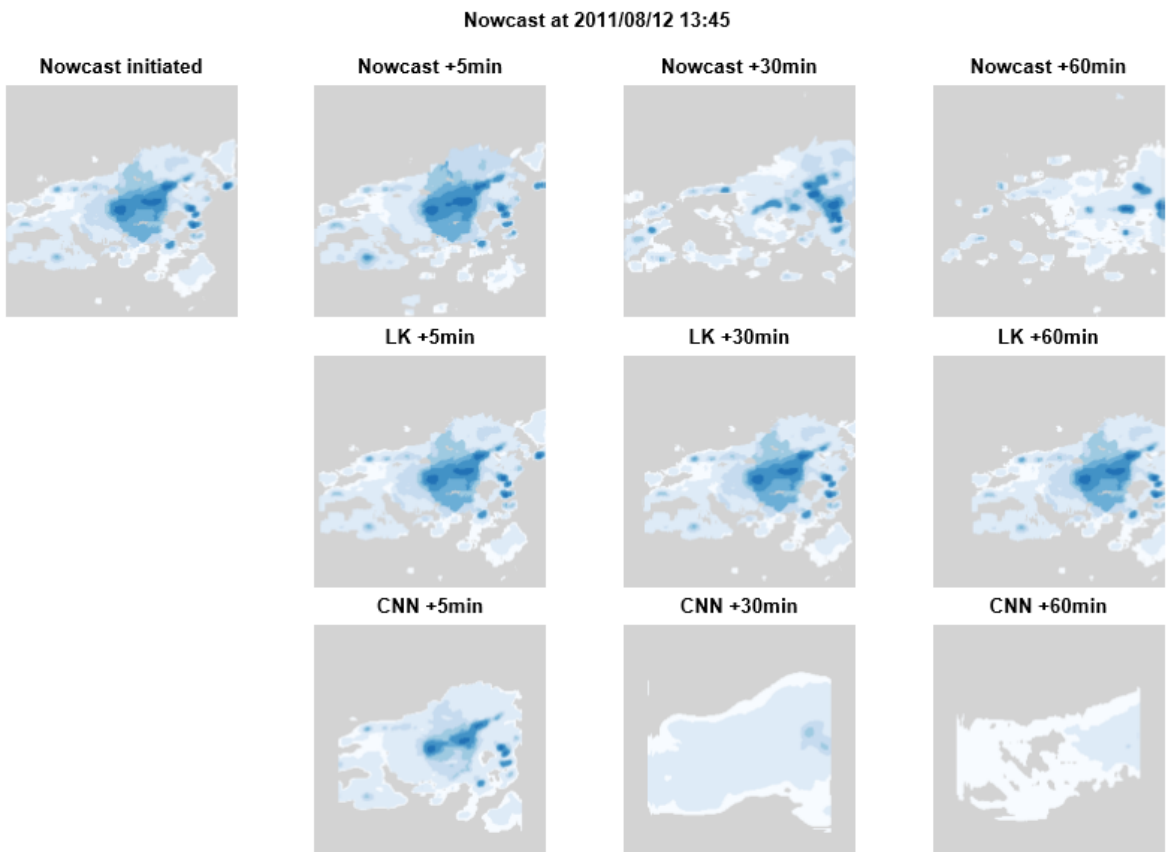 Nowcast at 2011/08/12 13:45
Nowcast initiated
Nowcast +5min
Nowcast +30min
Nowcast +60min
LK +5min
LK +30min
LK +60min
CNN +5min
CNN +30min
CNN +60min